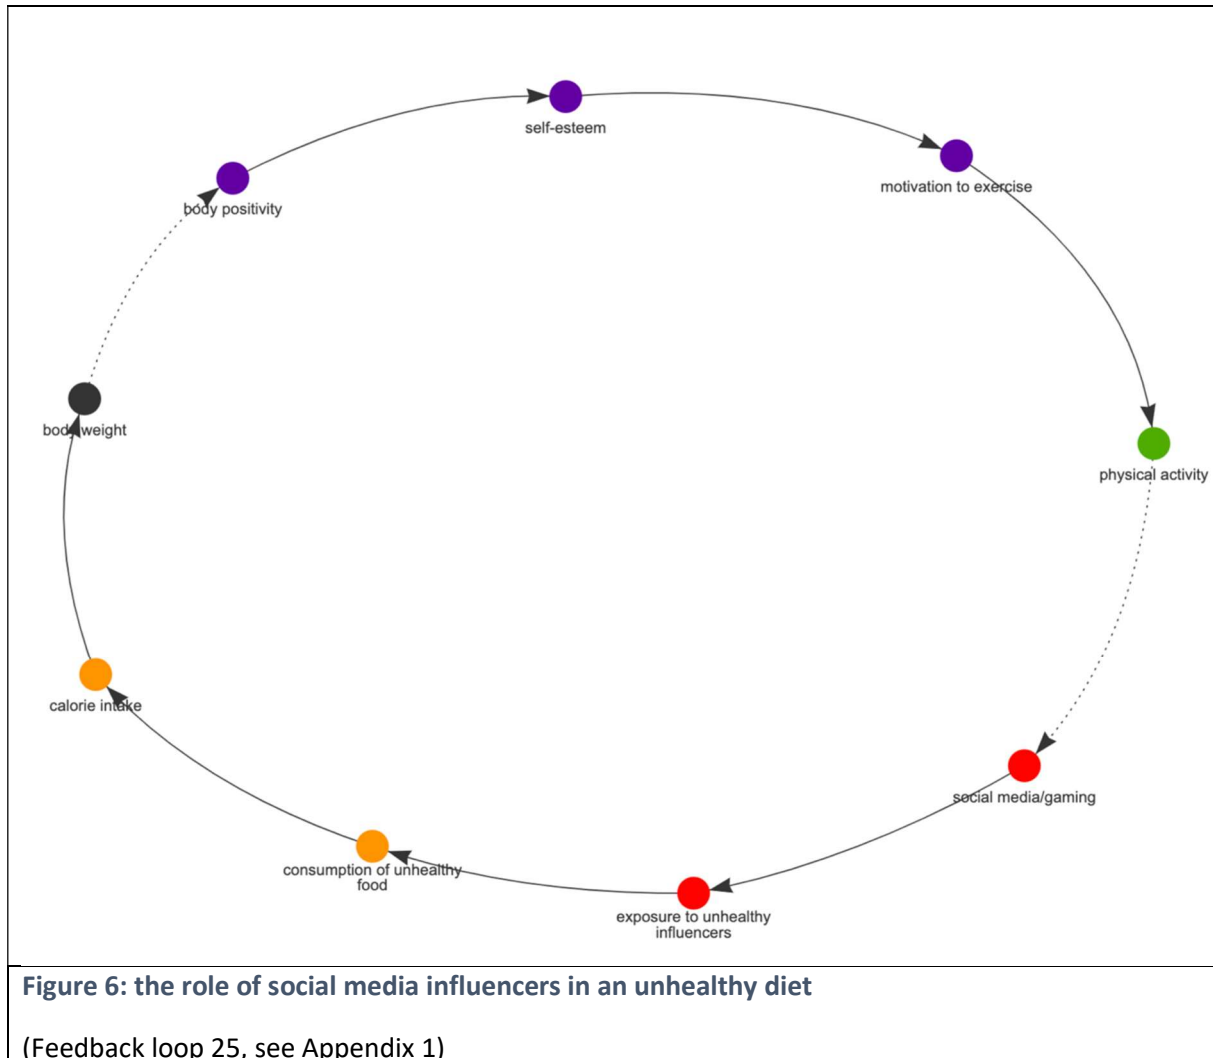 self-esteem
motivation to exercise
body positivity
body weight
physical activity
calorie intake
social media/gaming
consumption of unhealthy
food
exposure to unhealthy
influencers
Figure 6: the role of social media influencers in an unhealthy diet
(Feedback loop 25, see Appendix 1)